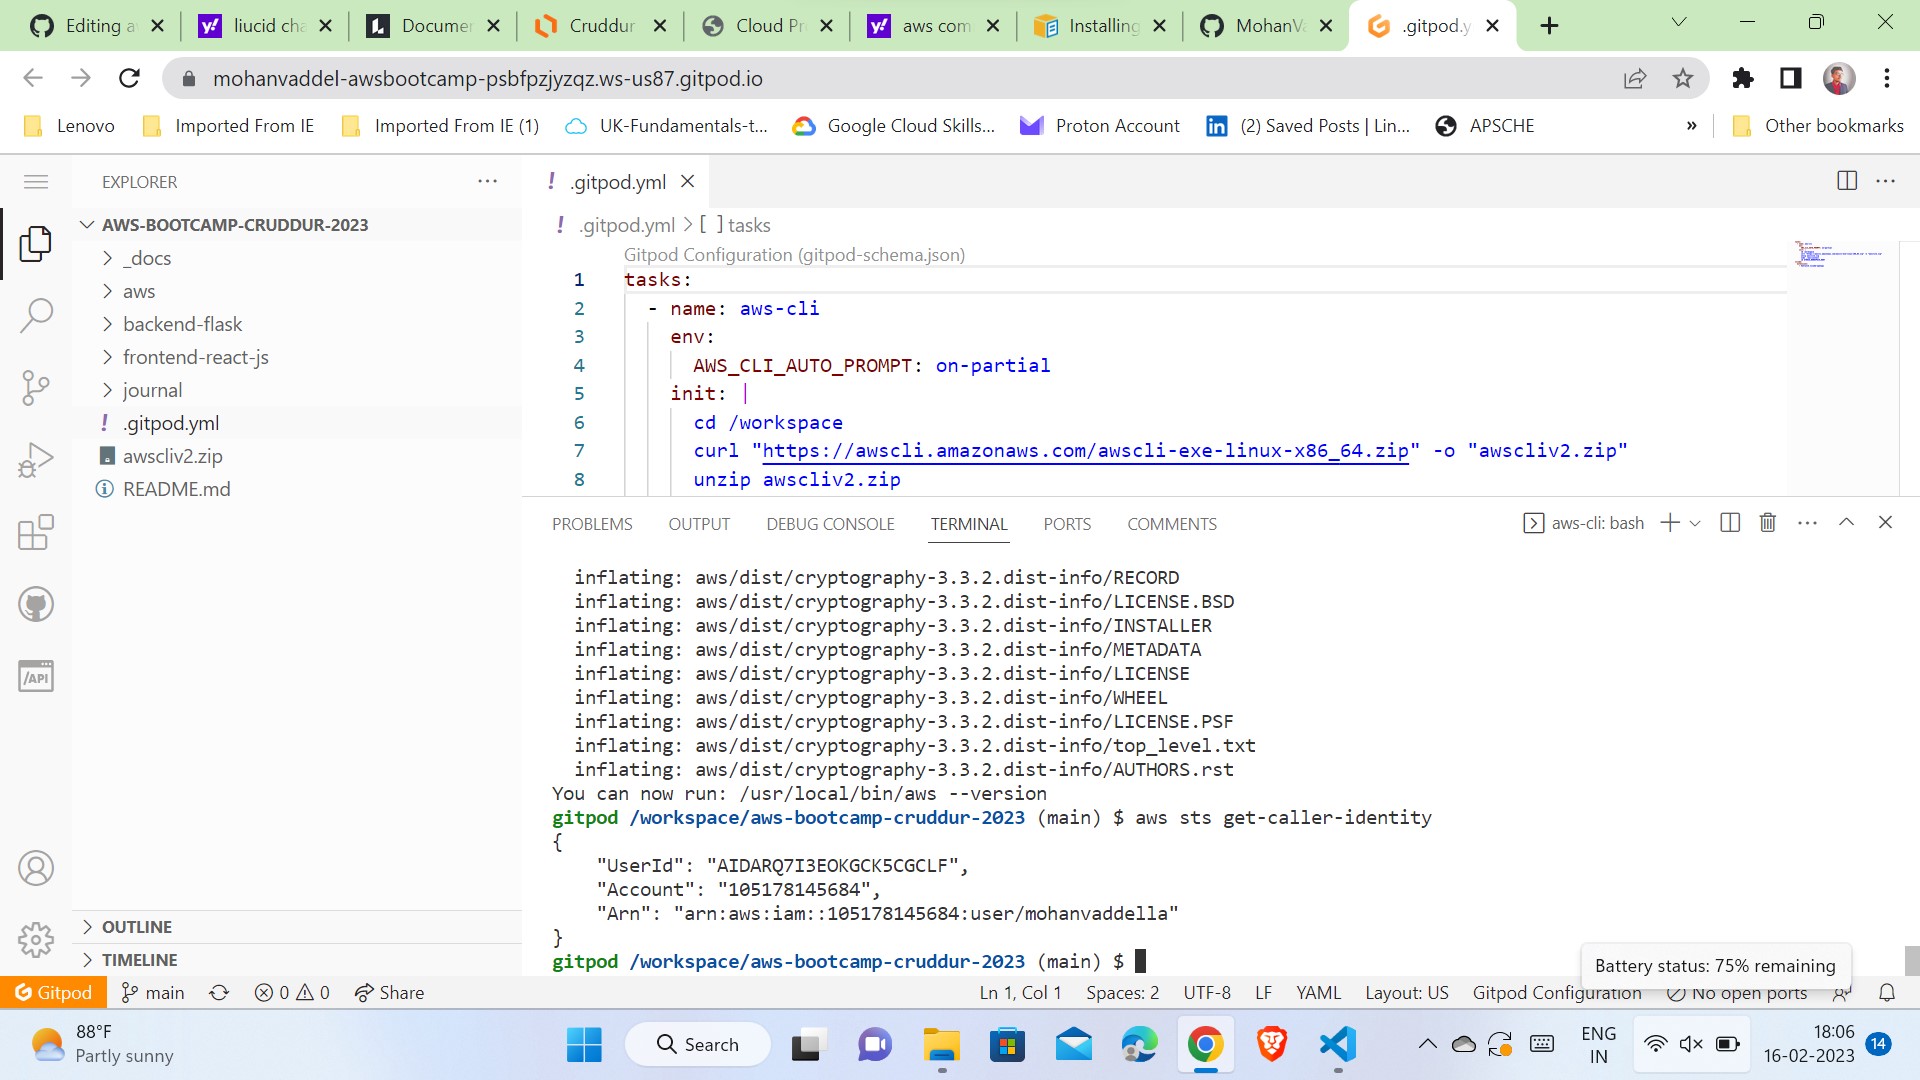 Editing a
liucid cha
Documen
Cruddur
Cloud Pr
aws com
Installing
MohanVa
.gitpod.y
mohanvaddel-awsbootcamp-psbfpzjyzqz.ws-us87.gitpod.io
Lenovo
Imported From IE
Imported From IE (1)
UK-Fundamentals-t...
Google Cloud Skills...
Proton Account
(2) Saved Posts | Lin...
APSCHE
»
Other bookmarks
EXPLORER
AWS-BOOTCAMP-CRUDDUR-2023
_docs
aws
backend-flask
frontend-react-js
journal
.gitpod.yml
awscliv2.zip
README.md
OUTLINE
TIMELINE
.gitpod.yml
.gitpod.yml > [ ] tasks
Gitpod Configuration (gitpod-schema.json)
1 tasks:
2 - name: aws-cli
3 env:
4 AWS_CLI_AUTO_PROMPT: on-partial
5 init: |
6 cd /workspace
7 curl "https://awscli.amazonaws.com/awscli-exe-linux-x86_64.zip" -o "awscliv2.zip"
8 unzip awscliv2.zip
PROBLEMS
OUTPUT
DEBUG CONSOLE
TERMINAL
PORTS
COMMENTS
aws-cli: bash
inflating: aws/dist/cryptography-3.3.2.dist-info/RECORD
inflating: aws/dist/cryptography-3.3.2.dist-info/LICENSE.BSD
inflating: aws/dist/cryptography-3.3.2.dist-info/INSTALLER
inflating: aws/dist/cryptography-3.3.2.dist-info/METADATA
inflating: aws/dist/cryptography-3.3.2.dist-info/LICENSE
inflating: aws/dist/cryptography-3.3.2.dist-info/WHEEL
inflating: aws/dist/cryptography-3.3.2.dist-info/LICENSE.PSF
inflating: aws/dist/cryptography-3.3.2.dist-info/top_level.txt
inflating: aws/dist/cryptography-3.3.2.dist-info/AUTHORS.rst
You can now run: /usr/local/bin/aws --version
gitpod /workspace/aws-bootcamp-cruddur-2023 (main) $ aws sts get-caller-identity
{
"UserId": "AIDARQ7I3EOKGCK5CGCLF",
"Account": "105178145684",
"Arn": "arn:aws:iam::105178145684:user/mohanvaddella"
}
gitpod /workspace/aws-bootcamp-cruddur-2023 (main) $
Battery status: 75% remaining
Gitpod
main
0
0
Share
Ln 1, Col 1
Spaces: 2
UTF-8
LF
YAML
Layout: US
Gitpod Configuration
No open ports
88°F
Partly sunny
Search
ENG
IN
18:06
16-02-2023
14
/API